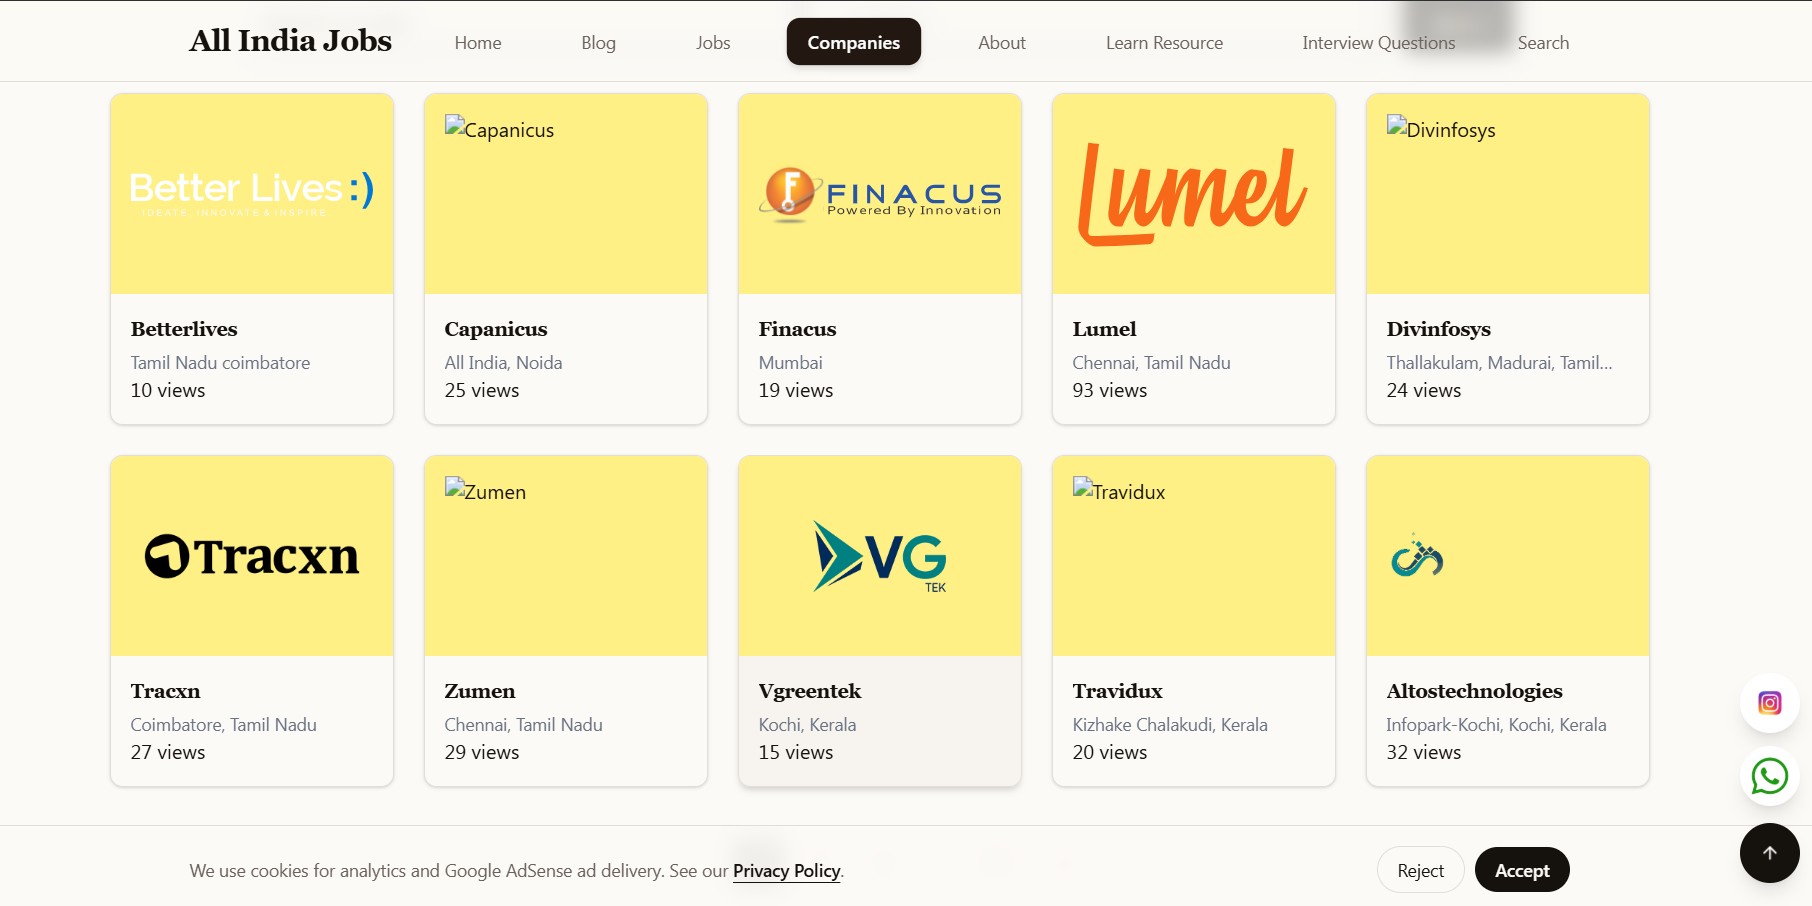 All India Jobs
Home
Blog
Jobs
Companies
About
Learn Resource
Interview Questions
Search
Better Lives :)
IDEATE, INNOVATE & INSPIRE
Capanicus
FINACUS
Powered By Innovation
Lumel
Divinfosys
Betterlives
Tamil Nadu coimbatore
10 views
Capanicus
All India, Noida
25 views
Finacus
Mumbai
19 views
Lumel
Chennai, Tamil Nadu
93 views
Divinfosys
Thallakulam, Madurai, Tamil...
24 views
Tracxn
Zumen
VG
TEK
Travidux
Tracxn
Coimbatore, Tamil Nadu
27 views
Zumen
Chennai, Tamil Nadu
29 views
Vgreentek
Kochi, Kerala
15 views
Travidux
Kizhake Chalakudi, Kerala
20 views
Altostechnologies
Infopark-Kochi, Kochi, Kerala
32 views
We use cookies for analytics and Google AdSense ad delivery. See our Privacy Policy.
Reject
Accept